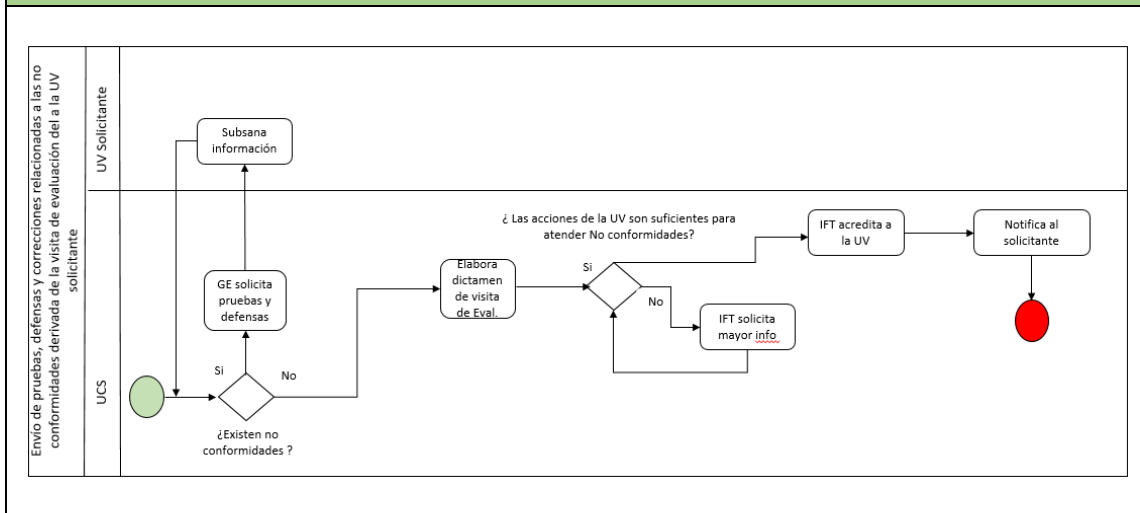 Envío de pruebas, defensas y correcciones relacionadas a las no
conformidades derivada de la visita de evaluación del a la UV
solicitante
UV Solicitante
UCS
Subsana
información
GE solicita
pruebas y
defensas
Si
No
¿Existen no
conformidades ?
Elabora
dictamen
de visita
de Eval.
¿ Las acciones de la UV son suficientes para
atender No conformidades?
Si
No
IFT solicita
mayor info
IFT acredita a
la UV
Notifica al
solicitante